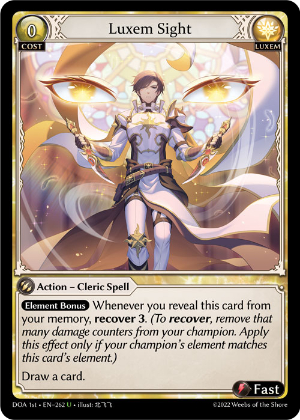 0
Luxem Sight
COST
LUXEM
Action – Cleric Spell
Element Bonus Whenever you reveal this card from
your memory, recover 3. (To recover, remove that
many damage counters from your champion. Apply
this effect only if your champion's element matches
this card's element.)
Draw a card.
Fast
DOA 1st • EN-262 U • illust:
©2022 Weebs of the Shore